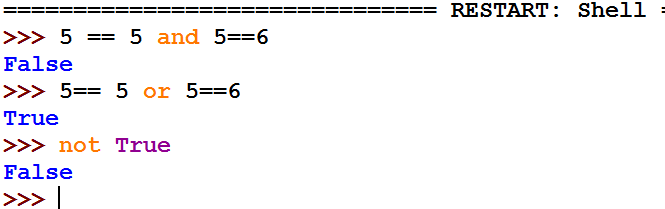 =============================== RESTART: Shell =
>>> 5 == 5 and 5==6
False
>>> 5== 5 or 5==6
True
>>> not True
False
>>>